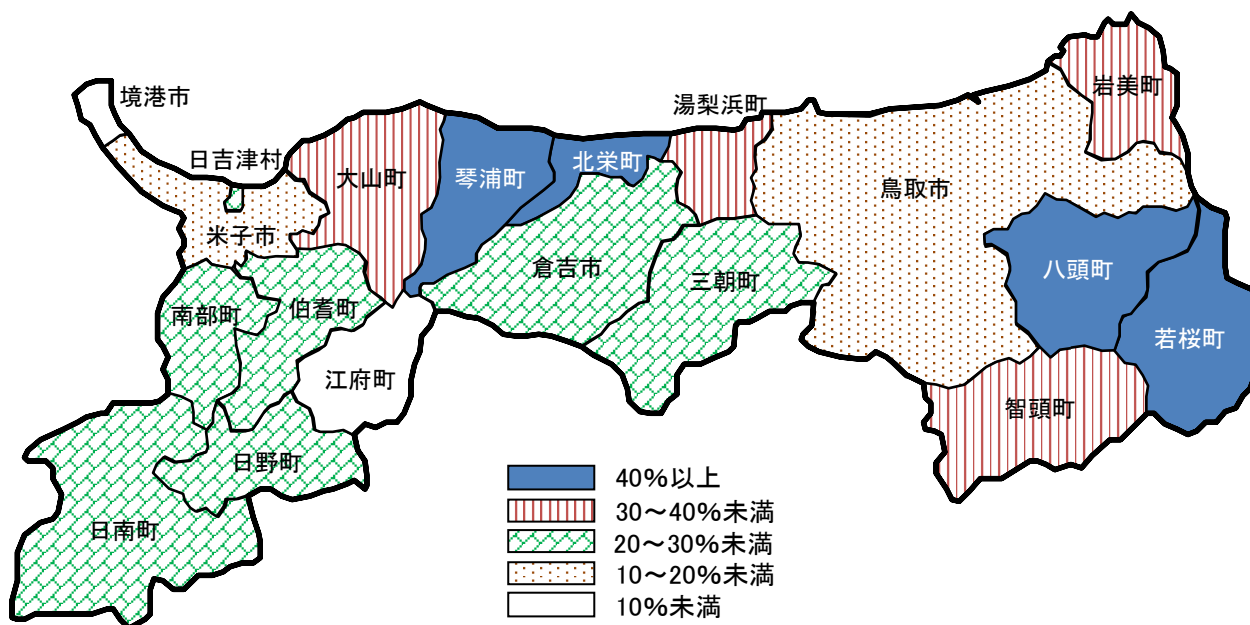 岩美町
境港市
湯梨浜町
日吉津村
北栄町
大山町
琴浦町
鳥取市
米子市
倉吉市
八頭町
三朝町
南部町
伯耆町
若桜町
江府町
智頭町
日野町
日南町
40%以上
30～40%未満
20～30%未満
10～20%未満
10%未満